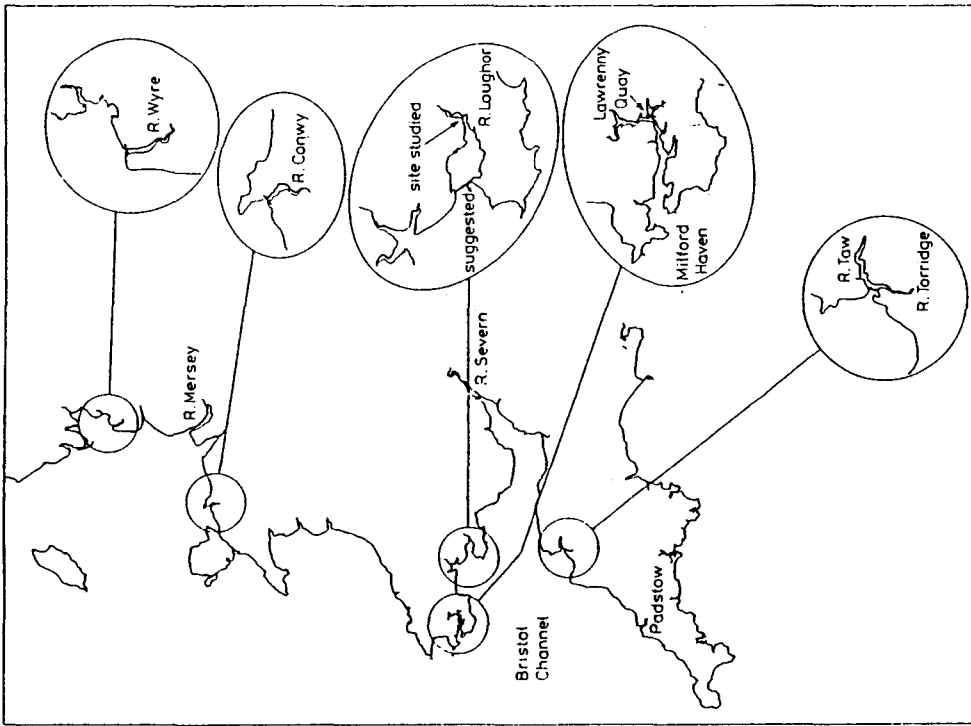 R. Wyre
R. Conwy
R. Mersey
site studied
suggested
R. Loughor
R. Severn
Lawrenny
Quay
Milford
Haven
Bristol
Channel
R. Taw
R. Torridge
Padstow